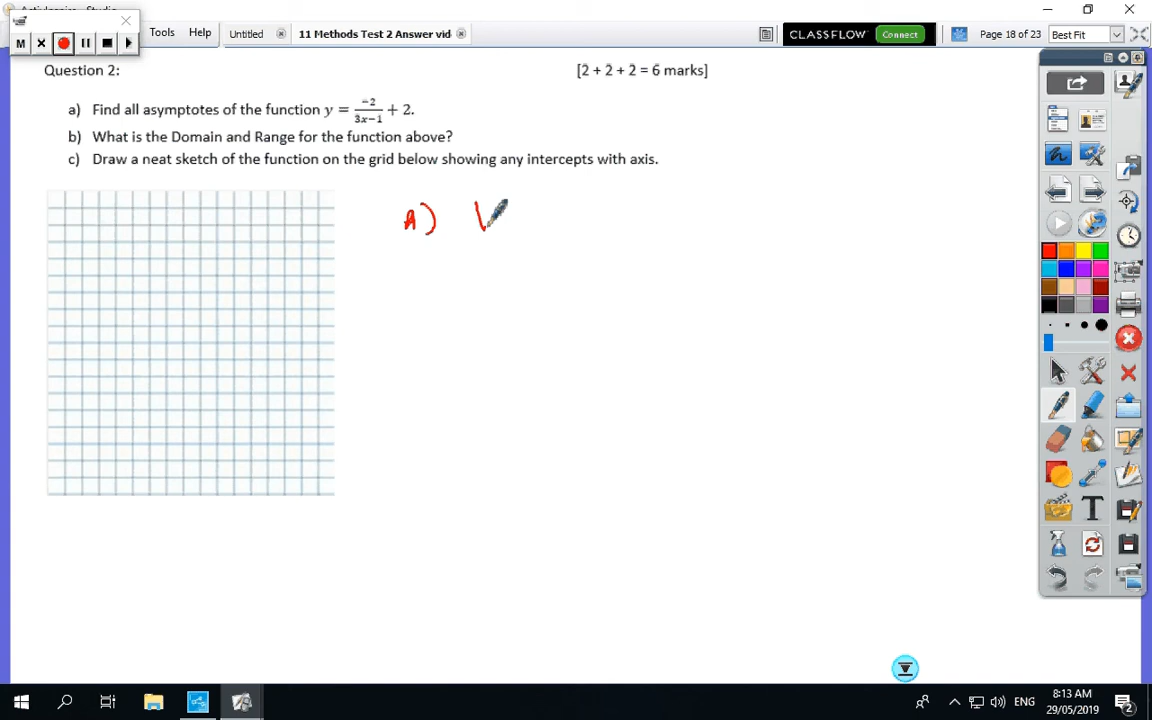 Tools Help Untitled 11 Methods Test 2 Answer vid CLASSFLOW Connect Page 18 of 23 Best Fit
M
Question 2: [2 + 2 + 2 = 6 marks]
a) Find all asymptotes of the function y = −2/(3x−1) + 2.
b) What is the Domain and Range for the function above?
c) Draw a neat sketch of the function on the grid below showing any intercepts with axis.
A)
T
ENG
8:13 AM
29/05/2019
2